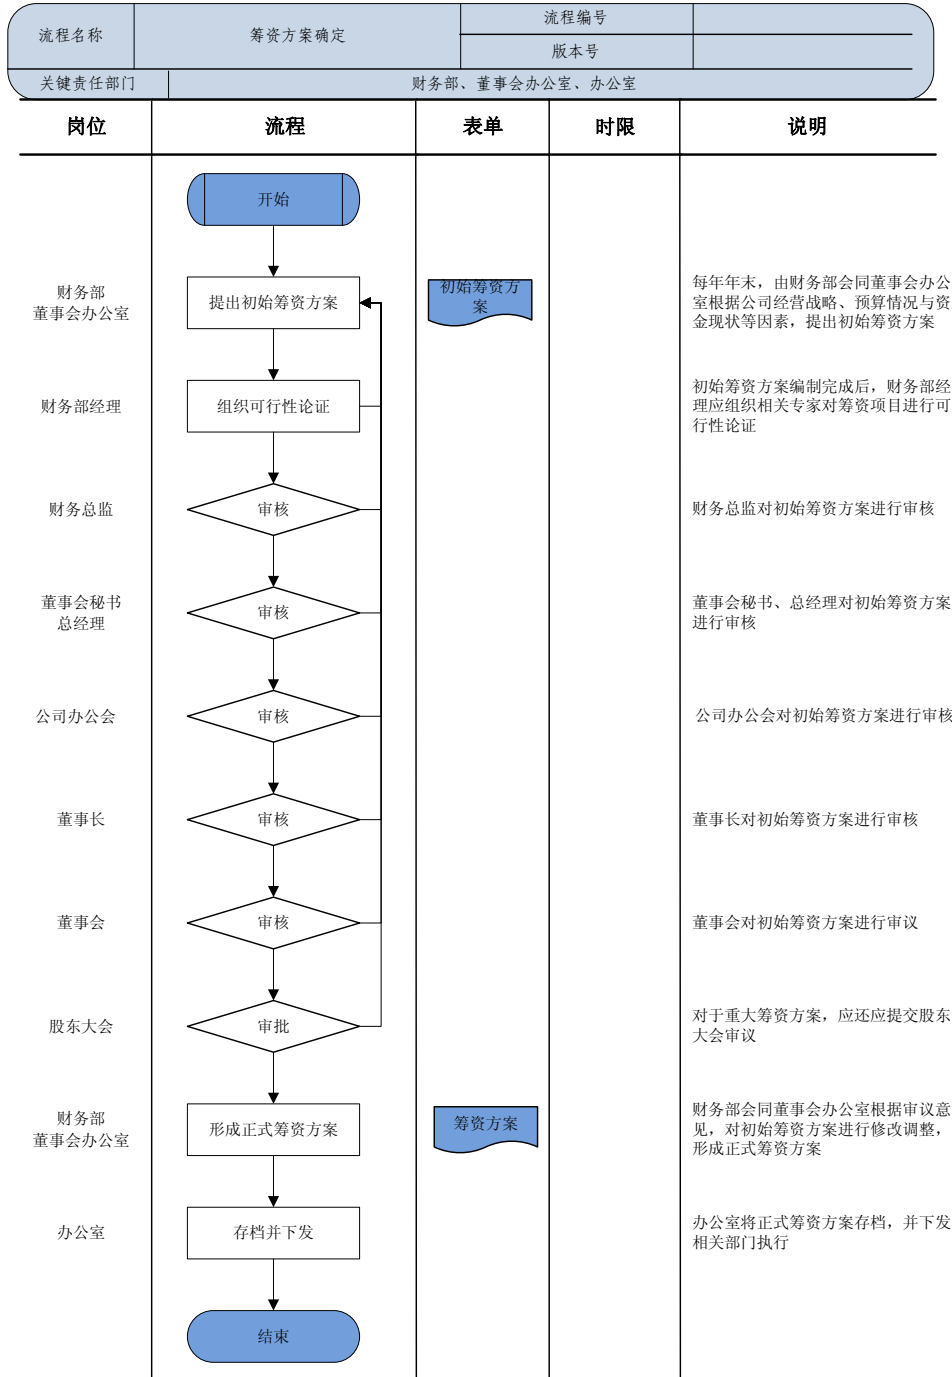 流程名称
筹资方案确定
流程编号
版本号
关键责任部门
财务部、董事会办公室、办公室
岗位
流程
表单
时限
说明
开始
财务部
董事会办公室
提出初始筹资方案
初始筹资方
案
每年年末，由财务部会同董事会办公
室根据公司经营战略、预算情况与资
金现状等因素，提出初始筹资方案
财务部经理
组织可行性论证
初始筹资方案编制完成后，财务部经
理应组织相关专家对筹资项目进行可
行性论证
财务总监
审核
财务总监对初始筹资方案进行审核
董事会秘书
总经理
审核
董事会秘书、总经理对初始筹资方案
进行审核
公司办公会
审核
公司办公会对初始筹资方案进行审核
董事长
审核
董事长对初始筹资方案进行审核
董事会
审核
董事会对初始筹资方案进行审议
股东大会
审批
对于重大筹资方案，应还应提交股东
大会审议
财务部
董事会办公室
形成正式筹资方案
筹资方案
财务部会同董事会办公室根据审议意
见，对初始筹资方案进行修改调整，
形成正式筹资方案
办公室
存档并下发
办公室将正式筹资方案存档，并下发
相关部门执行
结束